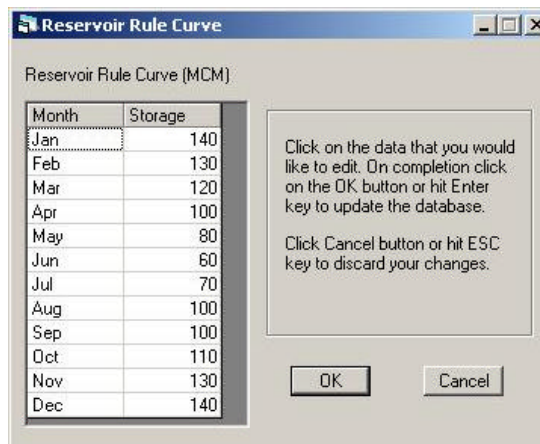 Reservoir Rule Curve
Reservoir Rule Curve (MCM)
Month Storage
Jan 140
Feb 130
Mar 120
Apr 100
May 80
Jun 60
Jul 70
Aug 100
Sep 100
Oct 110
Nov 130
Dec 140
Click on the data that you would
like to edit. On completion click
on the OK button or hit Enter
key to update the database.
Click Cancel button or hit ESC
key to discard your changes.
OK Cancel